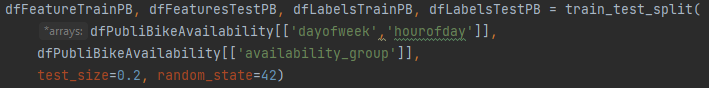 dfFeatureTrainPB, dfFeaturesTestPB, dfLabelsTrainPB, dfLabelsTestPB = train_test_split(
*arrays: dfPubliBikeAvailability[['dayofweek','hourofday']],
dfPubliBikeAvailability[['availability_group']],
test_size=0.2, random_state=42)